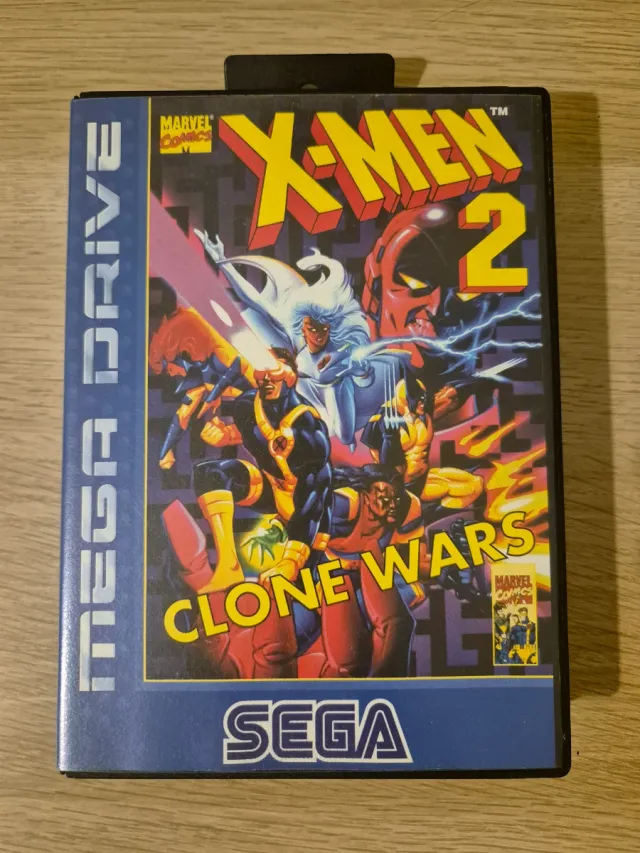 MEGA DRIVE
MARVEL
COMICS
X-MEN
™
2
CLONE WARS
MARVEL
COMICS
SEGA